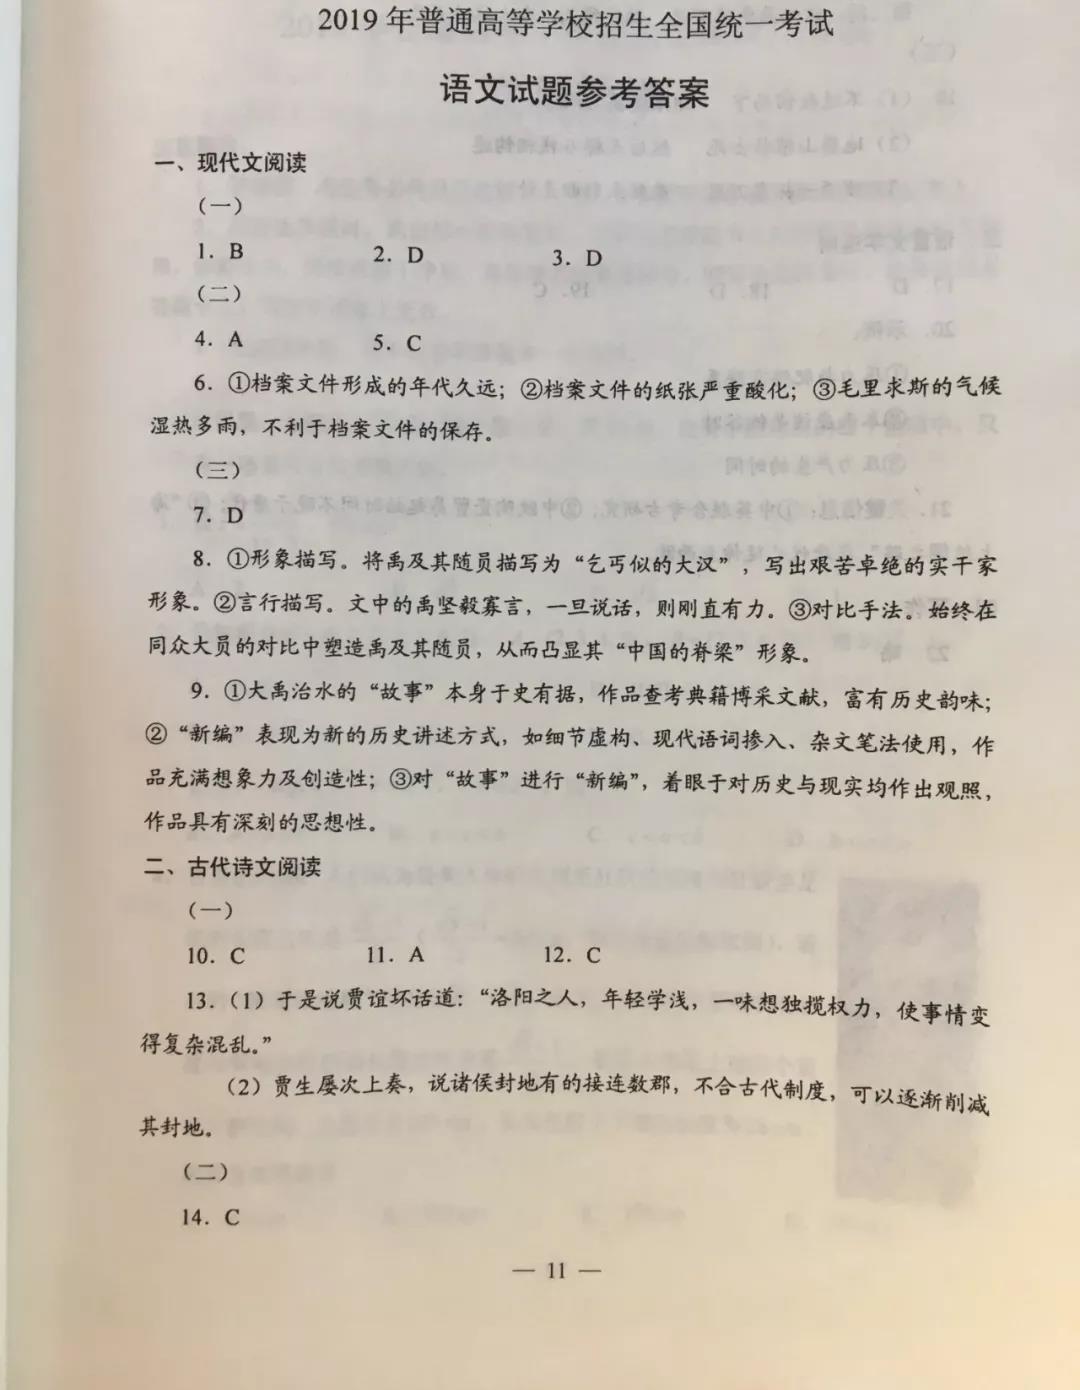 2019 年普通高等学校招生全国统一考试
语文试题参考答案
一、现代文阅读
（一）
1．B 2．D 3．D
（二）
4．A 5．C
6．①档案文件形成的年代久远；②档案文件的纸张严重酸化；③毛里求斯的气候
湿热多雨，不利于档案文件的保存。
（三）
7．D
8．①形象描写。将禹及其随员描写为“乞丐似的大汉”，写出艰苦卓绝的实干家
形象。②言行描写。文中的禹坚毅寡言，一旦说话，则刚直有力。③对比手法。始终在
同众大员的对比中塑造禹及其随员，从而凸显其“中国的脊梁”形象。
9．①大禹治水的“故事”本身于史有据，作品查考典籍博采文献，富有历史韵味；
②“新编”表现为新的历史讲述方式，如细节虚构、现代语词掺入、杂文笔法使用，作
品充满想象力及创造性；③对“故事”进行“新编”，着眼于对历史与现实均作出观照，
作品具有深刻的思想性。
二、古代诗文阅读
（一）
10．C 11．A 12．C
13．（1）于是说贾谊坏话道：“洛阳之人，年轻学浅，一味想独揽权力，使事情变
得复杂混乱。”
（2）贾生屡次上奏，说诸侯封地有的接连数郡，不合古代制度，可以逐渐削减
其封地。
（二）
14．C
— 11 —